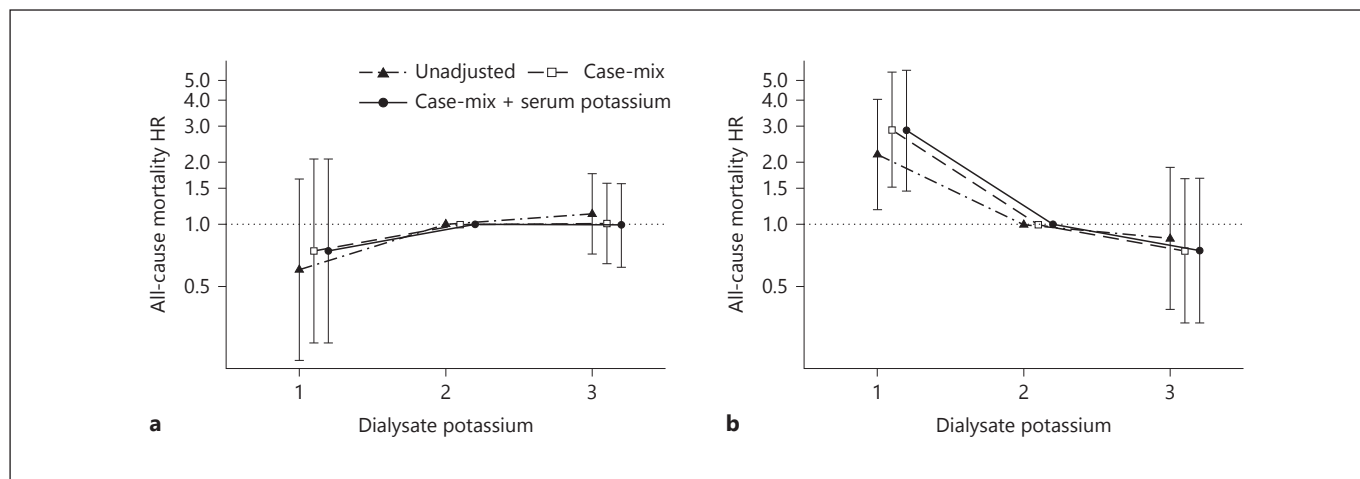 Unadjusted Case-mix
Case-mix + serum potassium
All-cause mortality HR
5.0
4.0
3.0
2.0
1.5
1.0
0.5
1 2 3
Dialysate potassium
a
All-cause mortality HR
5.0
4.0
3.0
2.0
1.5
1.0
0.5
1 2 3
Dialysate potassium
b